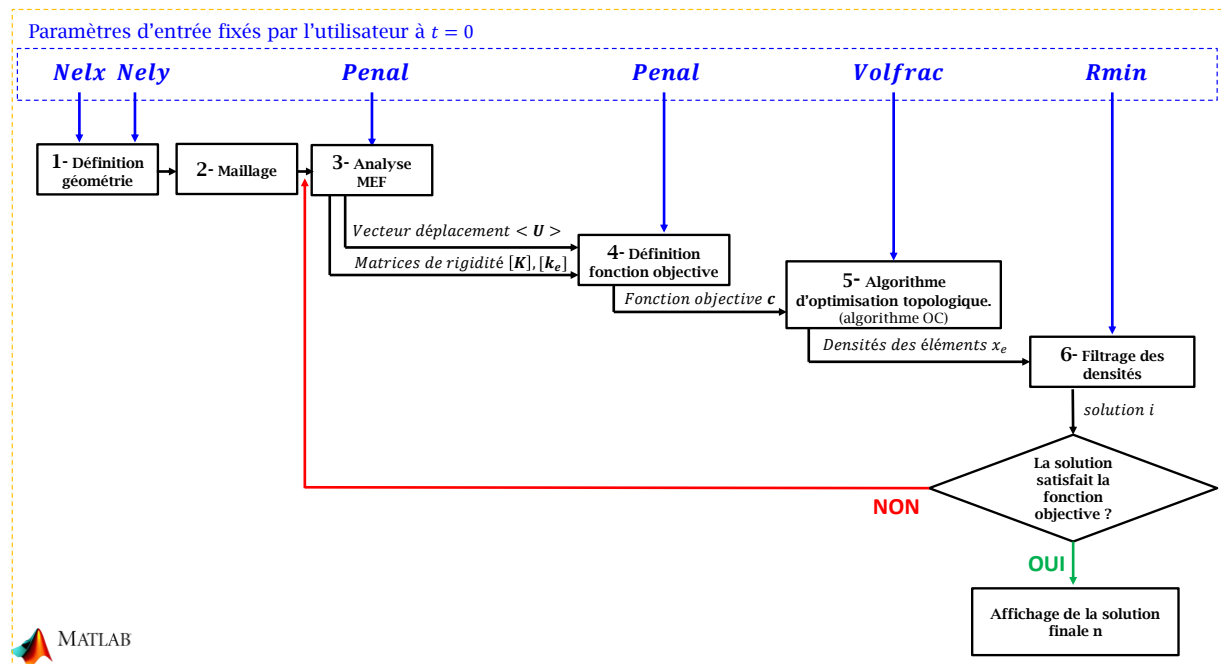 Paramètres d'entrée fixés par l'utilisateur à t = 0
Nelx Nely Penal Penal Volfrac Rmin
1- Définition
géométrie
2- Maillage
3- Analyse
MEF
Vecteur déplacement < U >
Matrices de rigidité [K], [k_e]
4- Définition
fonction objective
Fonction objective c
5- Algorithme
d'optimisation topologique.
(algorithme OC)
Densités des éléments x_e
6- Filtrage des
densités
solution i
La solution
satisfait la
fonction
objective ?
NON
OUI
Affichage de la solution
finale n
MATLAB